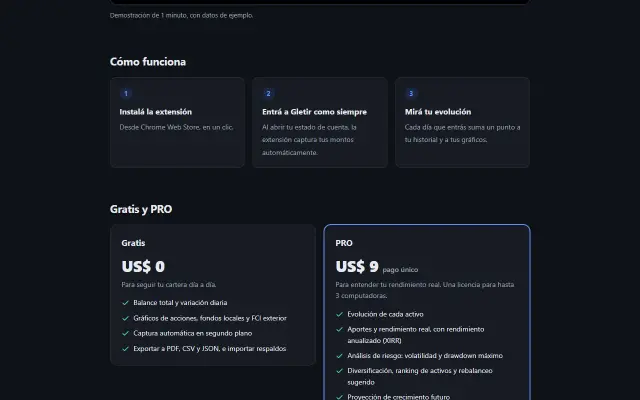 Demostración de 1 minuto, con datos de ejemplo.
Cómo funciona
1
Instalá la extensión
Desde Chrome Web Store, en un clic.
2
Entrá a Gletir como siempre
Al abrir tu estado de cuenta, la
extensión captura tus montos
automáticamente.
3
Mirá tu evolución
Cada día que entrás suma un punto a
tu historial y a tus gráficos.
Gratis y PRO
Gratis
US$ 0
Para seguir tu cartera día a día.
Balance total y variación diaria
Gráficos de acciones, fondos locales y FCI exterior
Captura automática en segundo plano
Exportar a PDF, CSV y JSON, e importar respaldos
PRO
US$ 9 pago único
Para entender tu rendimiento real. Una licencia para hasta
3 computadoras.
Evolución de cada activo
Aportes y rendimiento real, con rendimiento
anualizado (XIRR)
Análisis de riesgo: volatilidad y drawdown máximo
Diversificación, ranking de activos y rebalanceo
sugerido
Proyección de crecimiento futuro